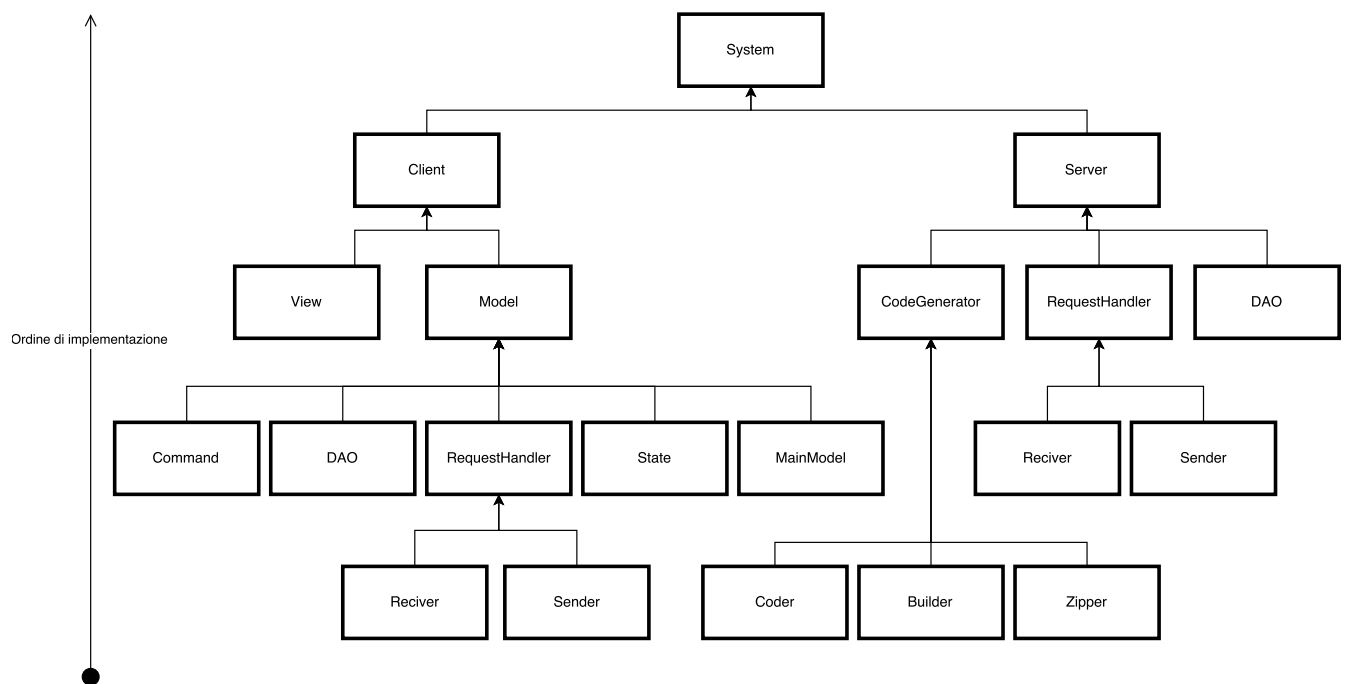 System
Client
Server
View
Model
CodeGenerator
RequestHandler
DAO
Ordine di implementazione
Command
DAO
RequestHandler
State
MainModel
Reciver
Sender
Reciver
Sender
Coder
Builder
Zipper